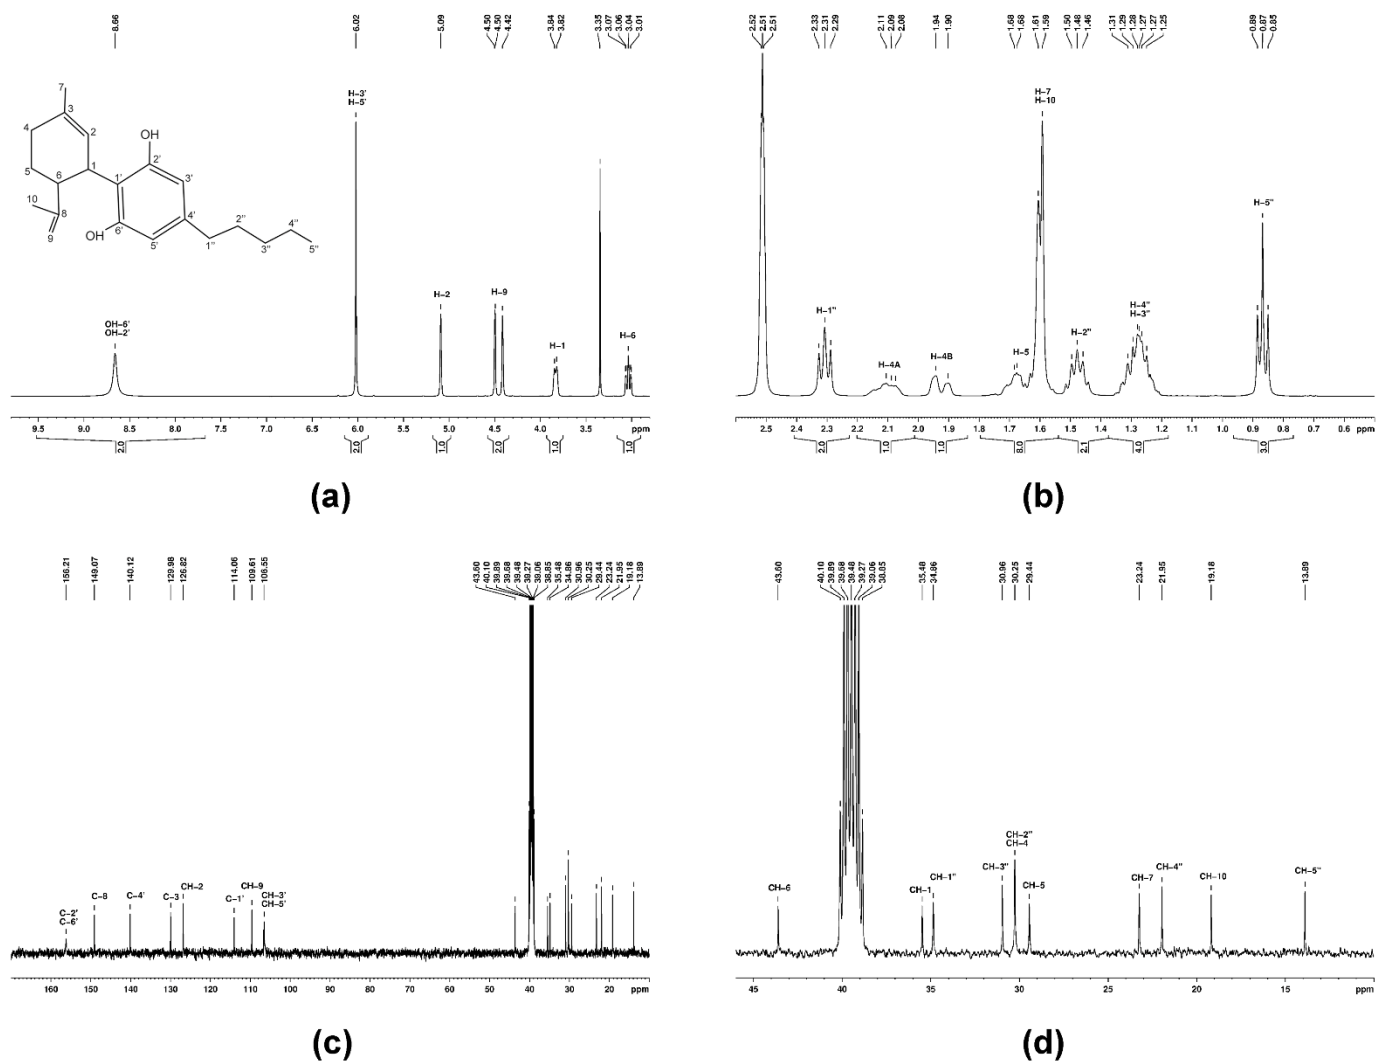 8.66
6.02
5.09
4.50
4.50
4.42
3.84
3.82
3.35
3.07
3.06
3.04
3.01
7
3
4
2
5
1
6
10
8
9
OH
2'
1'
3'
4'
6'
5'
OH
1''
2''
3''
4''
5''
OH–6'
OH–2'
H–3'
H–5'
H–2
H–9
H–1
H–6
9.5 9.0 8.5 8.0 7.5 7.0 6.5 6.0 5.5 5.0 4.5 4.0 3.5 ppm
2.0 2.0 1.0 2.0 1.0 1.0
(a)
2.52
2.51
2.51
2.33
2.31
2.29
2.11
2.09
2.08
1.94
1.90
1.68
1.68
1.61
1.59
1.50
1.48
1.46
1.31
1.29
1.28
1.27
1.27
1.25
0.89
0.87
0.85
H–1''
H–4A
H–4B
H–5
H–7
H–10
H–2''
H–4''
H–3''
H–5''
2.5 2.4 2.3 2.2 2.1 2.0 1.9 1.8 1.7 1.6 1.5 1.4 1.3 1.2 1.1 1.0 0.9 0.8 0.7 0.6 ppm
2.0 1.0 1.0 8.0 2.1 4.0 3.0
(b)
156.21
149.07
140.12
129.98
126.82
114.06
109.61
106.55
43.60
40.10
39.89
39.68
39.48
39.27
39.06
38.85
35.48
34.86
30.96
30.25
29.44
23.24
21.95
19.18
13.89
C–2'
C–6'
C–8
C–4'
C–3
CH–2
C–1'
CH–9
CH–3'
CH–5'
160 150 140 130 120 110 100 90 80 70 60 50 40 30 20 ppm
(c)
43.60
40.10
39.89
39.68
39.48
39.27
39.06
38.85
35.48
34.86
30.96
30.25
29.44
23.24
21.95
19.18
13.89
CH–6
CH–1
CH–1''
CH–3''
CH–2''
CH–4
CH–5
CH–7
CH–4''
CH–10
CH–5''
45 40 35 30 25 20 15 ppm
(d)